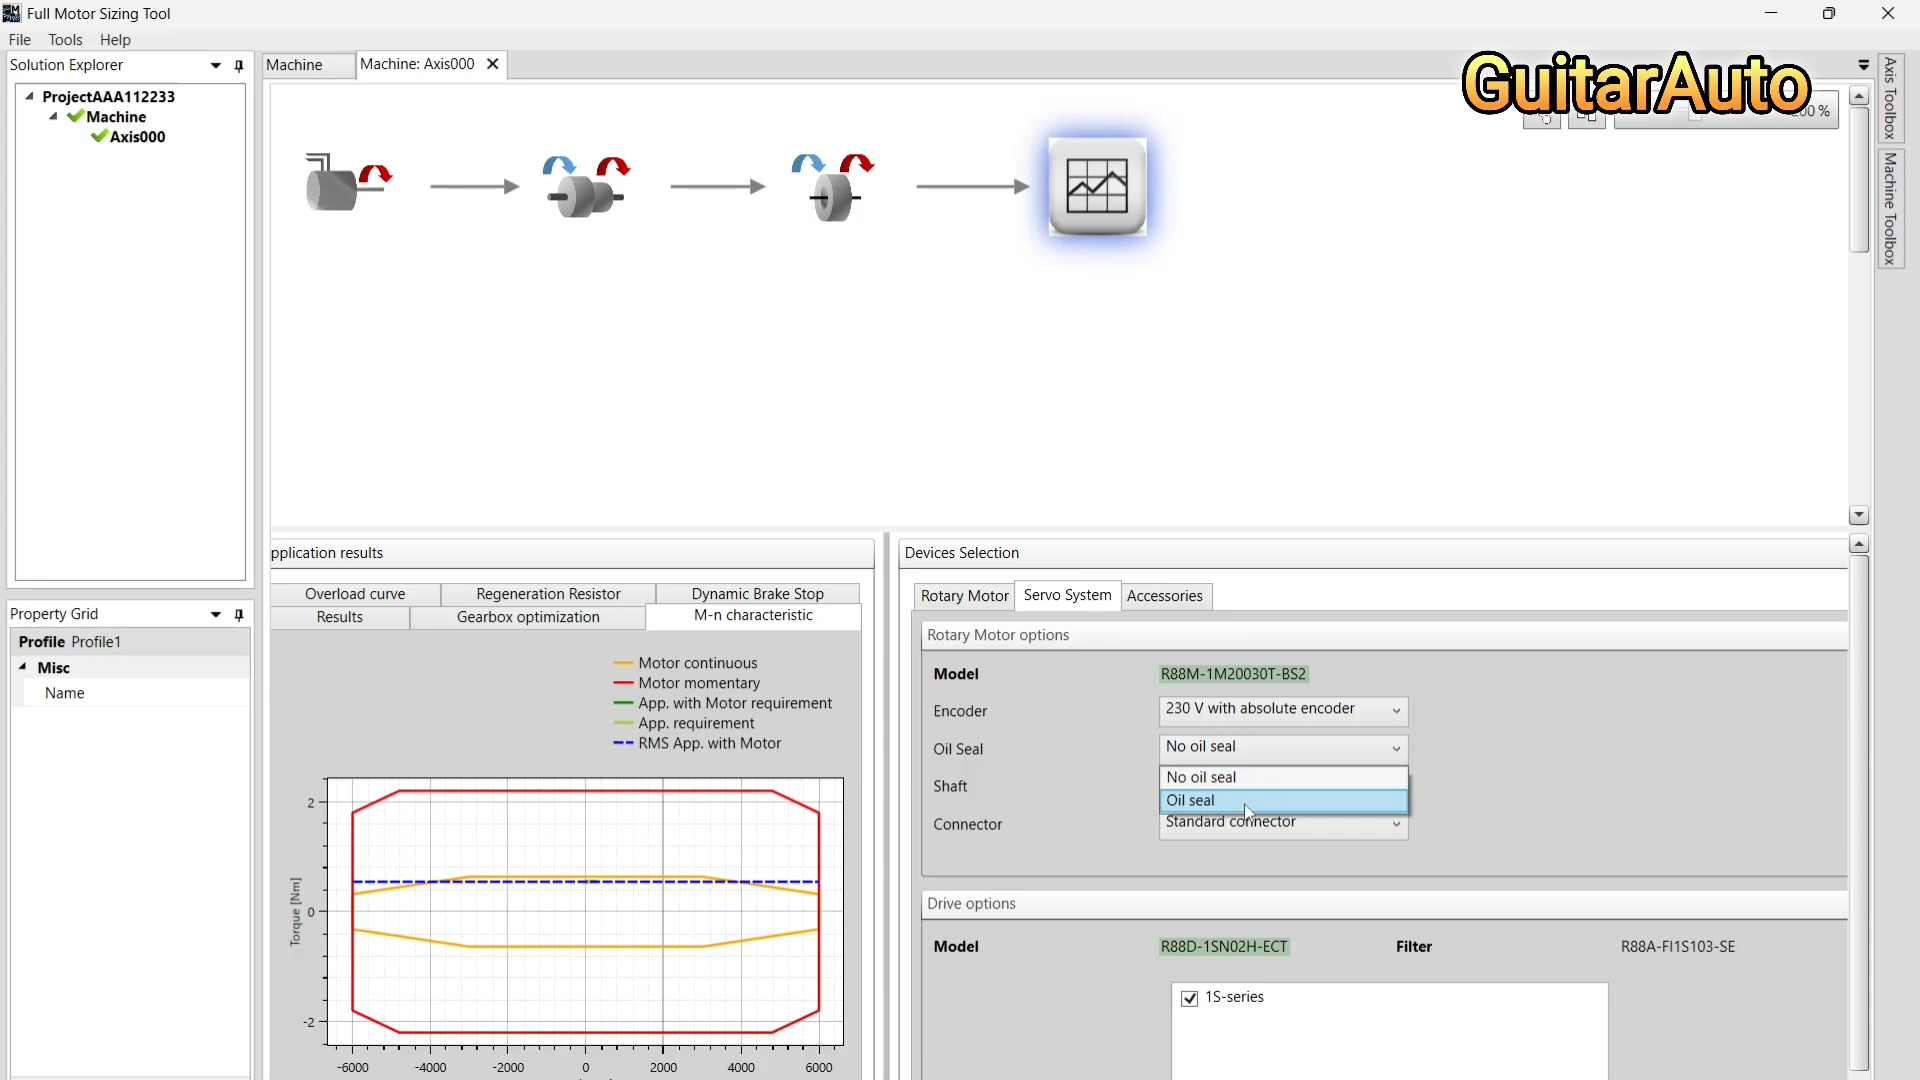 Full Motor Sizing Tool
File Tools Help
Solution Explorer
ProjectAAA112233
Machine
Axis000
Machine
Machine: Axis000
GuitarAuto
00 %
Axis Toolbox
Machine Toolbox
Property Grid
Profile Profile1
Misc
Name
pplication results
Overload curve
Regeneration Resistor
Dynamic Brake Stop
Results
Gearbox optimization
M-n characteristic
Motor continuous
Motor momentary
App. with Motor requirement
App. requirement
RMS App. with Motor
Torque [Nm]
2
0
-2
-6000 -4000 -2000 0 2000 4000 6000
Devices Selection
Rotary Motor
Servo System
Accessories
Rotary Motor options
Model R88M-1M20030T-BS2
Encoder 230 V with absolute encoder
Oil Seal No oil seal
No oil seal
Shaft
Oil seal
Connector Standard connector
Drive options
Model R88D-1SN02H-ECT Filter R88A-FI1S103-SE
1S-series